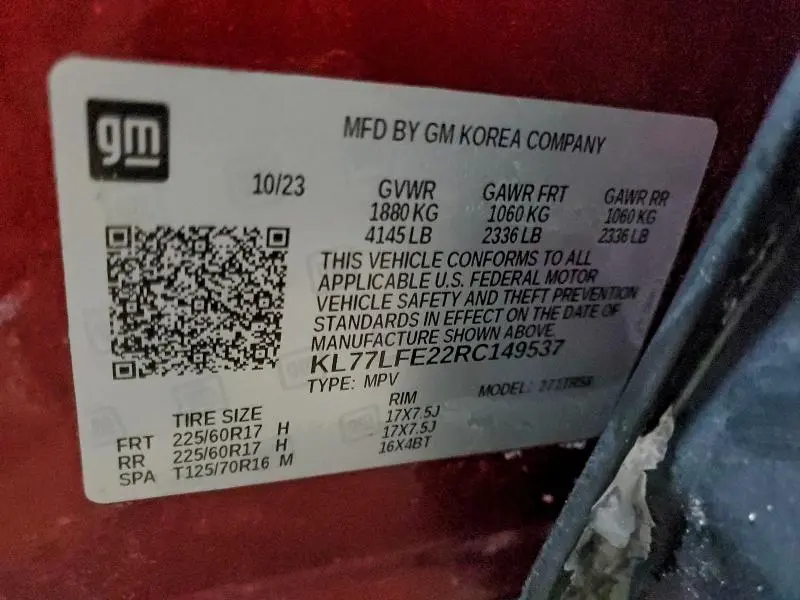 gm
MFD BY GM KOREA COMPANY
10/23
GVWR GAWR FRT GAWR RR
1880 KG 1060 KG 1060 KG
4145 LB 2336 LB 2336 LB
THIS VEHICLE CONFORMS TO ALL
APPLICABLE U.S. FEDERAL MOTOR
VEHICLE SAFETY AND THEFT PREVENTION
STANDARDS IN EFFECT ON THE DATE OF
MANUFACTURE SHOWN ABOVE.
KL77LFE22RC149537
TYPE: MPV MODEL:
TIRE SIZE RIM
FRT 225/60R17 H 17X7.5J
RR 225/60R17 H 17X7.5J
SPA T125/70R16 M 16X4BT